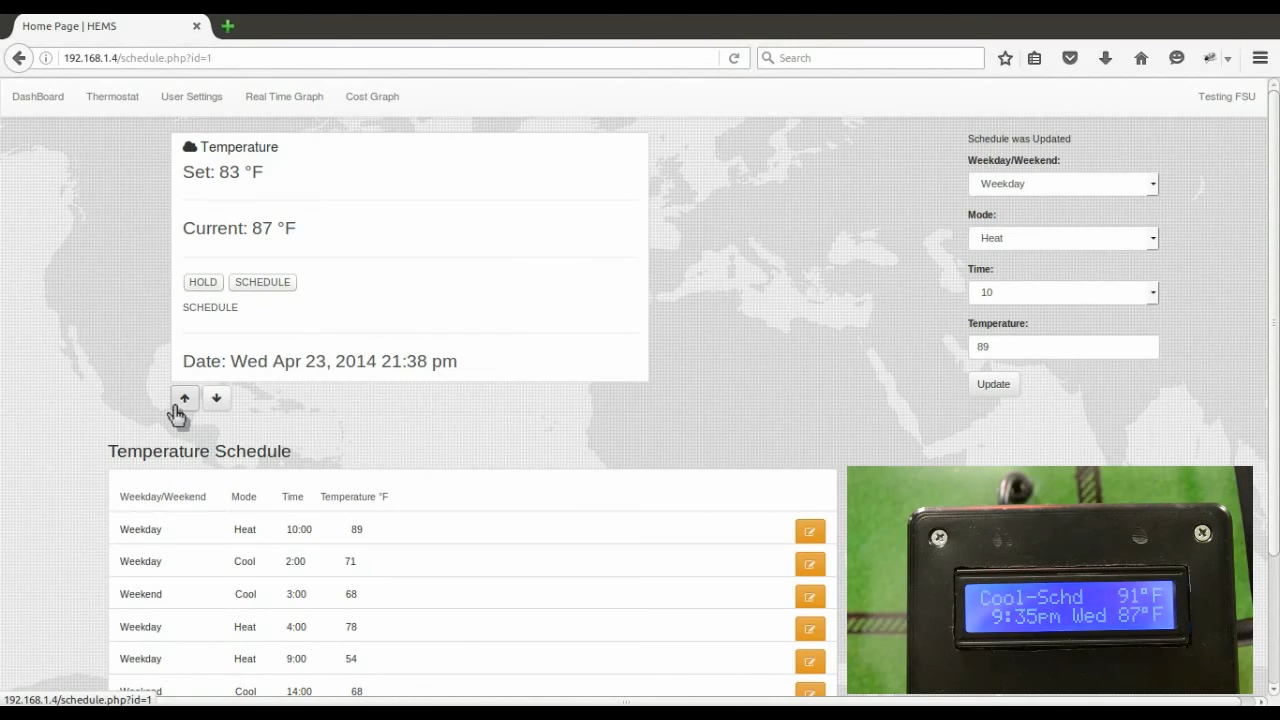 Home Page | HEMS
192.168.1.4/schedule.php?id=1
Search
DashBoard Thermostat User Settings Real Time Graph Cost Graph Testing FSU
Temperature
Set: 83 °F
Current: 87 °F
HOLD SCHEDULE
SCHEDULE
Date: Wed Apr 23, 2014 21:38 pm
Schedule was Updated
Weekday/Weekend:
Weekday
Mode:
Heat
Time:
10
Temperature:
89
Update
Temperature Schedule
Weekday/Weekend Mode Time Temperature °F
Weekday Heat 10:00 89
Weekday Cool 2:00 71
Weekend Cool 3:00 68
Weekday Heat 4:00 78
Weekday Heat 9:00 54
Weekend Cool 14:00 68
Cool-Schd 91°F
9:35pm Wed 87°F
192.168.1.4/schedule.php?id=1